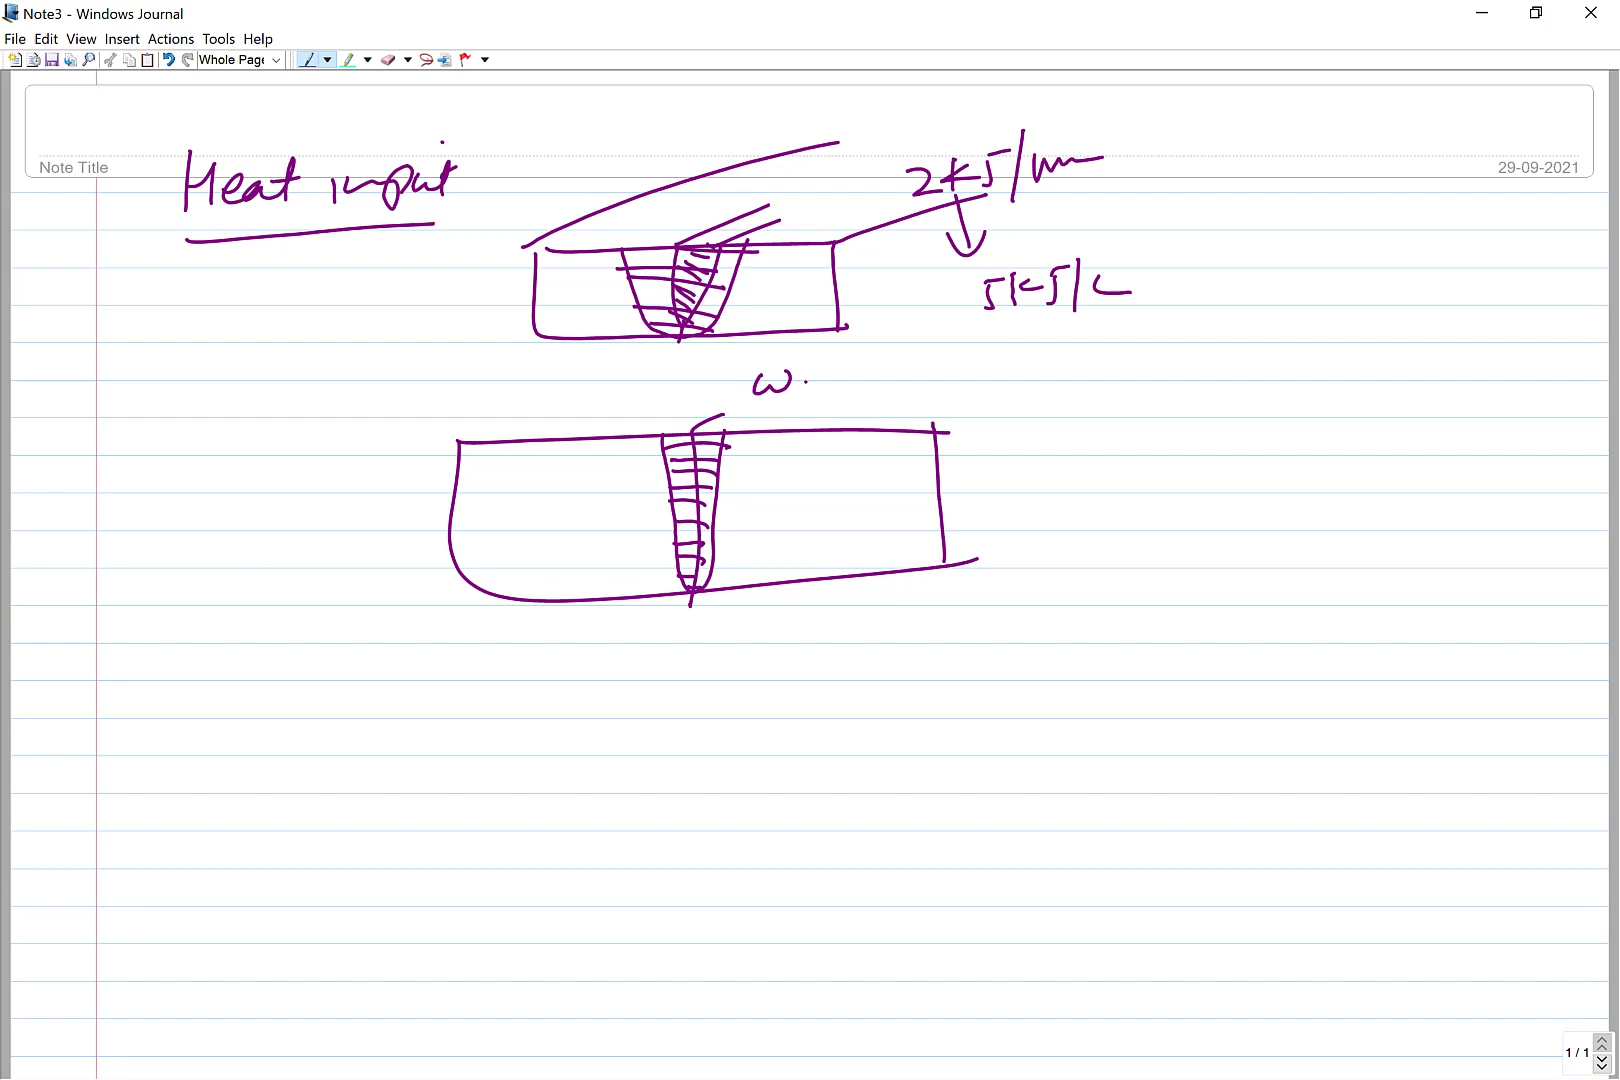 Note3 - Windows Journal
File Edit View Insert Actions Tools Help
Whole Page
Note Title
29-09-2021
Heat input
2kJ/mm
5kJ/
ω.
1 / 1